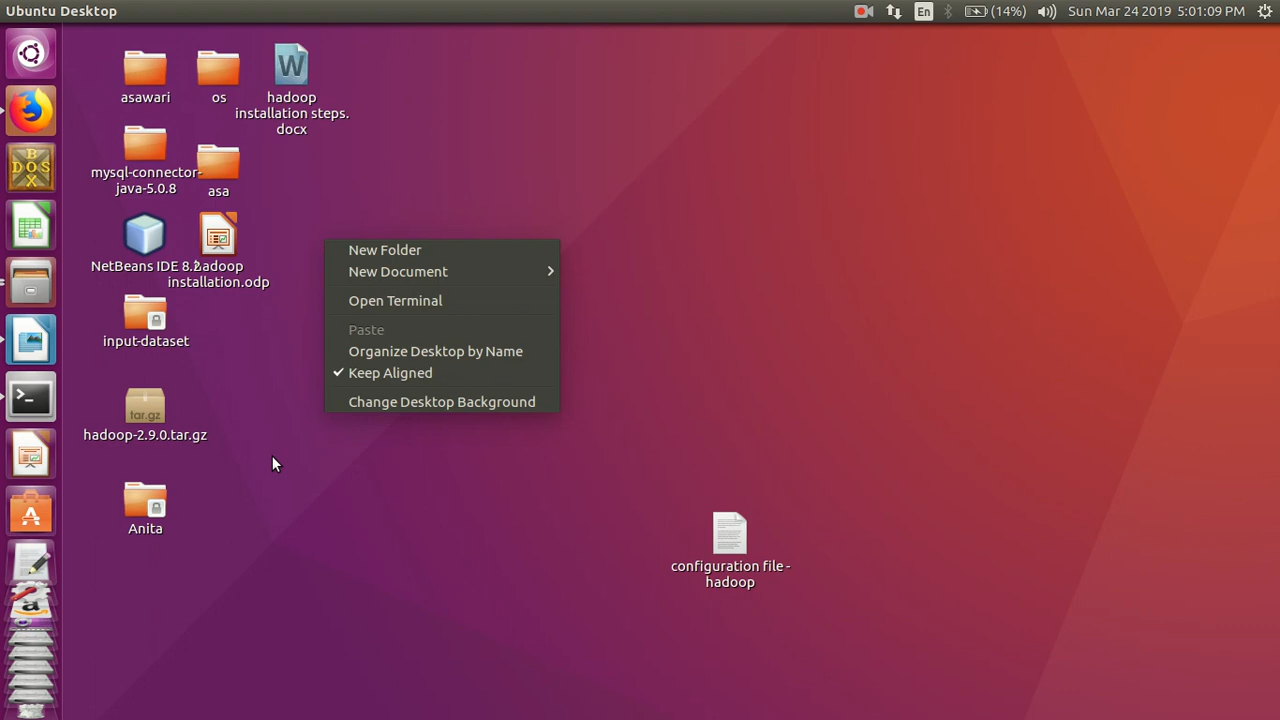 Ubuntu Desktop
En
(14%)
Sun Mar 24 2019 5:01:09 PM
asawari
os
hadoop
installation steps.
docx
mysql-connector-
java-5.0.8
asa
NetBeans IDE 8.2
hadoop
installation.odp
input-dataset
hadoop-2.9.0.tar.gz
tar.gz
Anita
New Folder
New Document
Open Terminal
Paste
Organize Desktop by Name
Keep Aligned
Change Desktop Background
configuration file -
hadoop
W
B
DOS
X
A
a